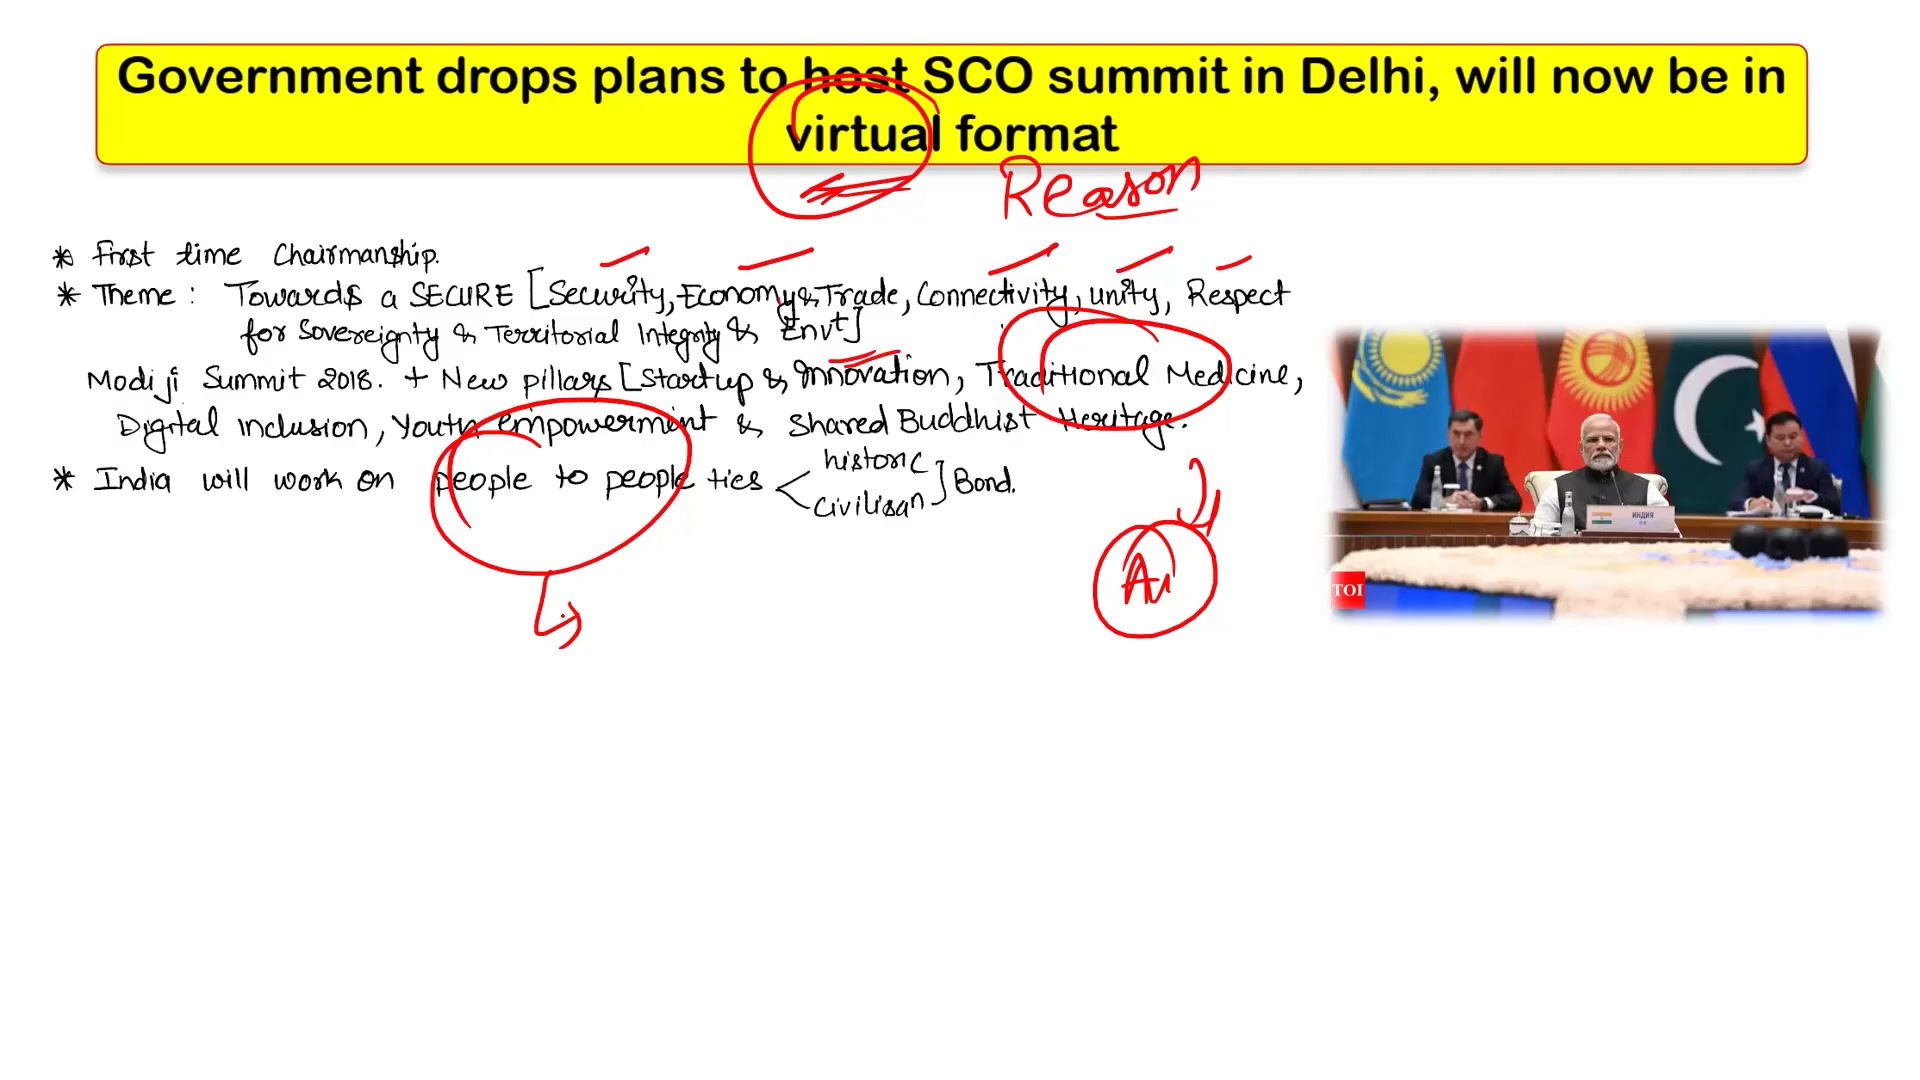 Government drops plans to host SCO summit in Delhi, will now be in
virtual format
Reason
* First time Chairmanship.
* Theme : Towards a SECURE [Security, Economy & Trade, Connectivity, unity, Respect
for Sovereignty & Territorial Integrity & Envt]
Modiji Summit 2018. + New pillars [Startup & Innovation, Traditional Medicine,
Digital inclusion, Youth empowerment & Shared Buddhist Heritage.
* India will work on people to people ties < historic
civilisan ] Bond.
ИНДИЯ
TOI